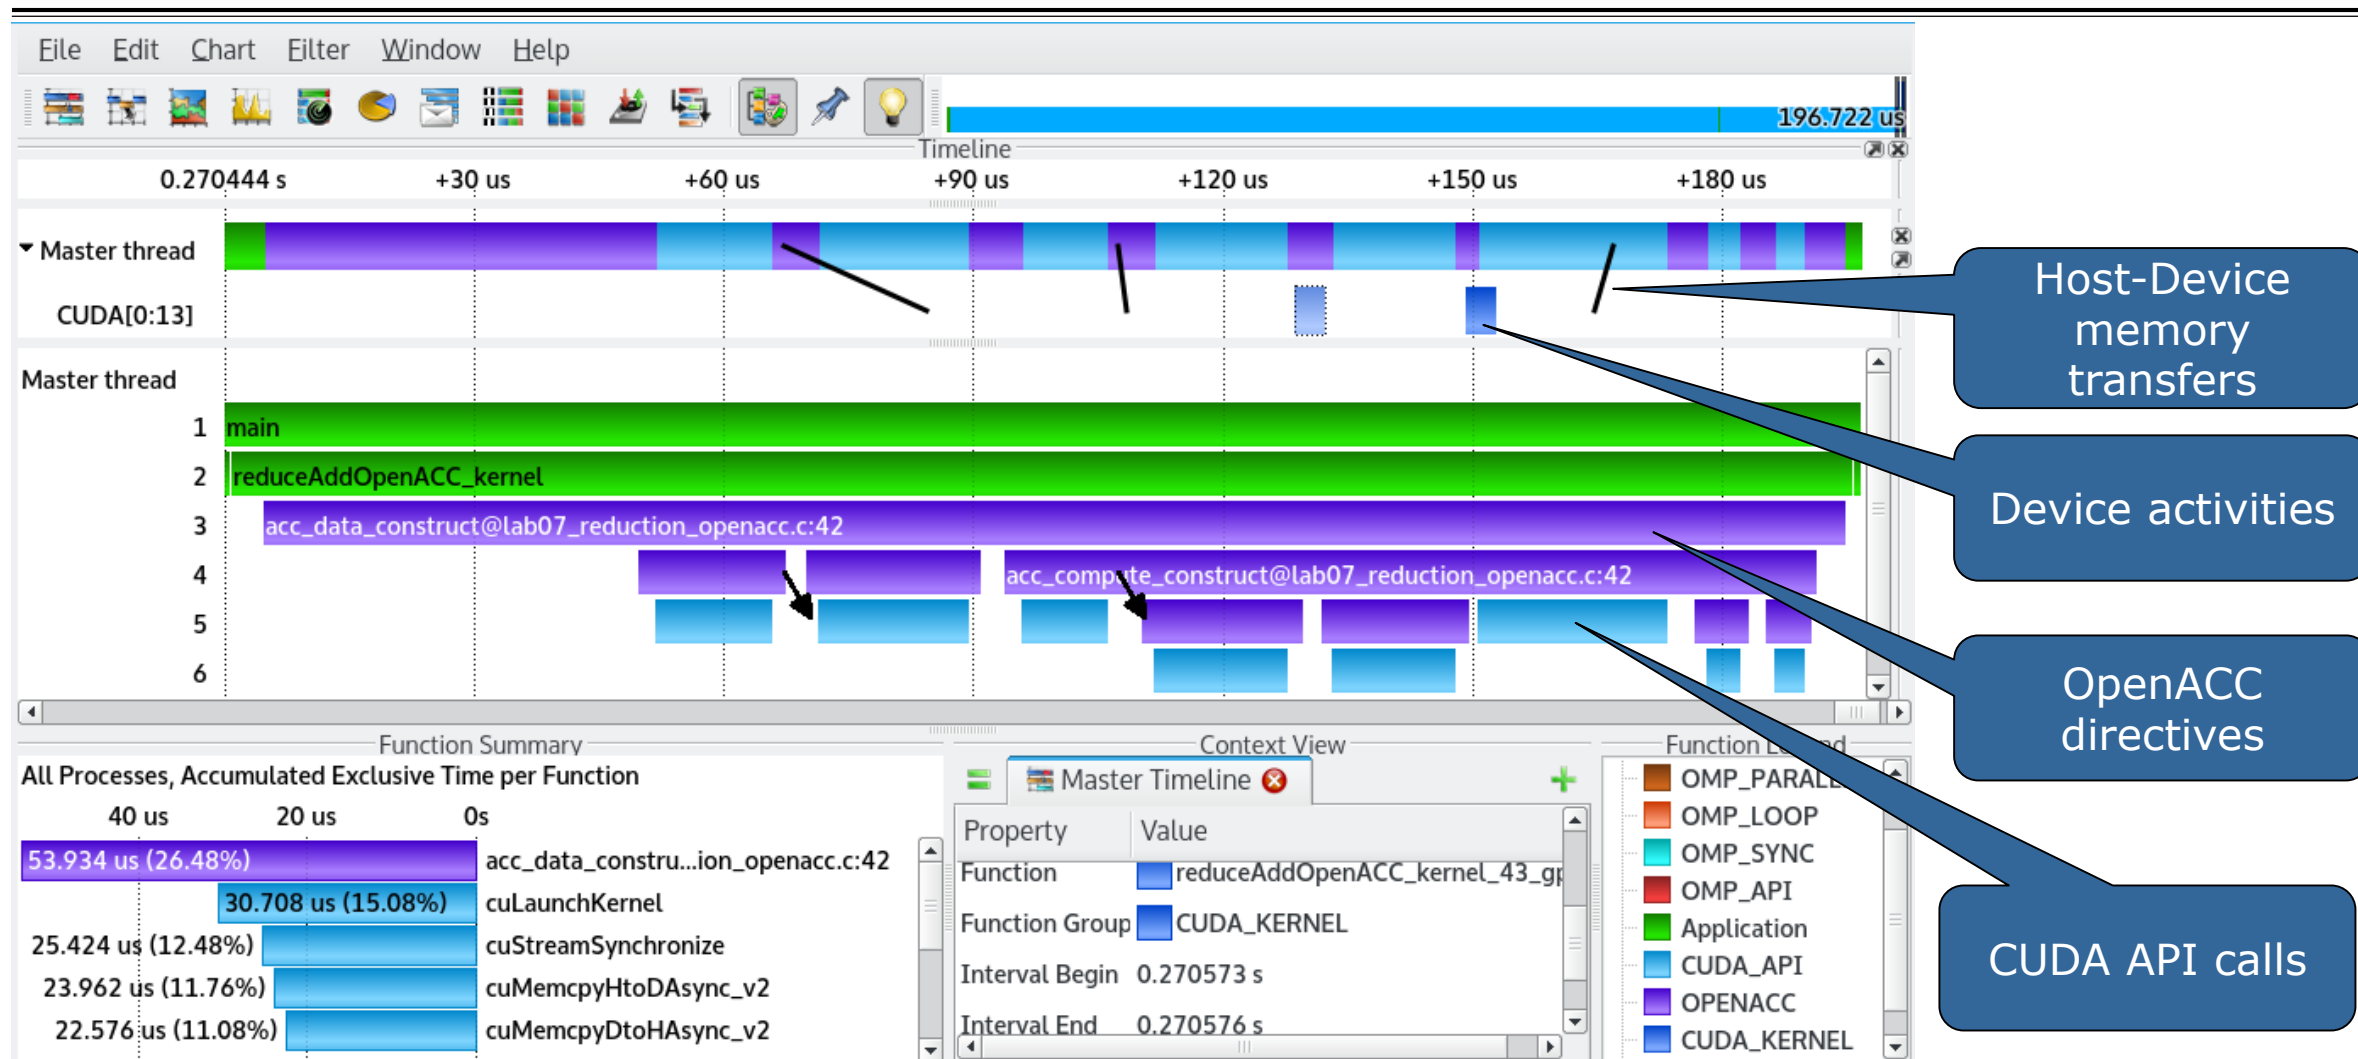 File Edit Chart Filter Window Help
196.722 us
Timeline
0.270444 s +30 us +60 us +90 us +120 us +150 us +180 us
Master thread
CUDA[0:13]
Host-Device
memory
transfers
Master thread
1 main
2 reduceAddOpenACC_kernel
3 acc_data_construct@lab07_reduction_openacc.c:42
4 acc_compute_construct@lab07_reduction_openacc.c:42
5
6
Device activities
OpenACC
directives
CUDA API calls
Function Summary
All Processes, Accumulated Exclusive Time per Function
40 us 20 us 0s
53.934 us (26.48%) acc_data_constru...ion_openacc.c:42
30.708 us (15.08%) cuLaunchKernel
25.424 us (12.48%) cuStreamSynchronize
23.962 us (11.76%) cuMemcpyHtoDAsync_v2
22.576 us (11.08%) cuMemcpyDtoHAsync_v2
Context View
Master Timeline
Property Value
Function reduceAddOpenACC_kernel_43_gp
Function Group CUDA_KERNEL
Interval Begin 0.270573 s
Interval End 0.270576 s
Function
OMP_PARALL
OMP_LOOP
OMP_SYNC
OMP_API
Application
CUDA_API
OPENACC
CUDA_KERNEL